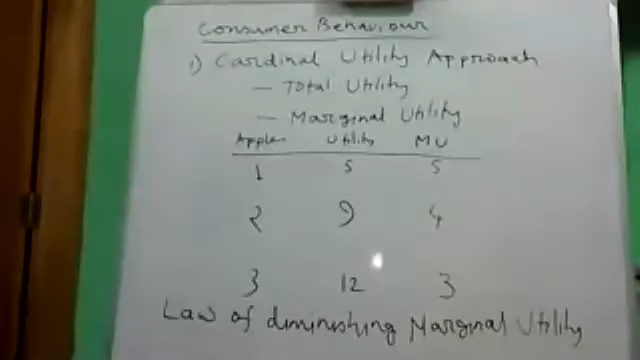 Consumer Behaviour
1) Cardinal Utility Approach
- Total Utility
- Marginal Utility
Apples Utility MU
1 5 5
2 9 4
3 12 3
Law of diminishing Marginal Utility